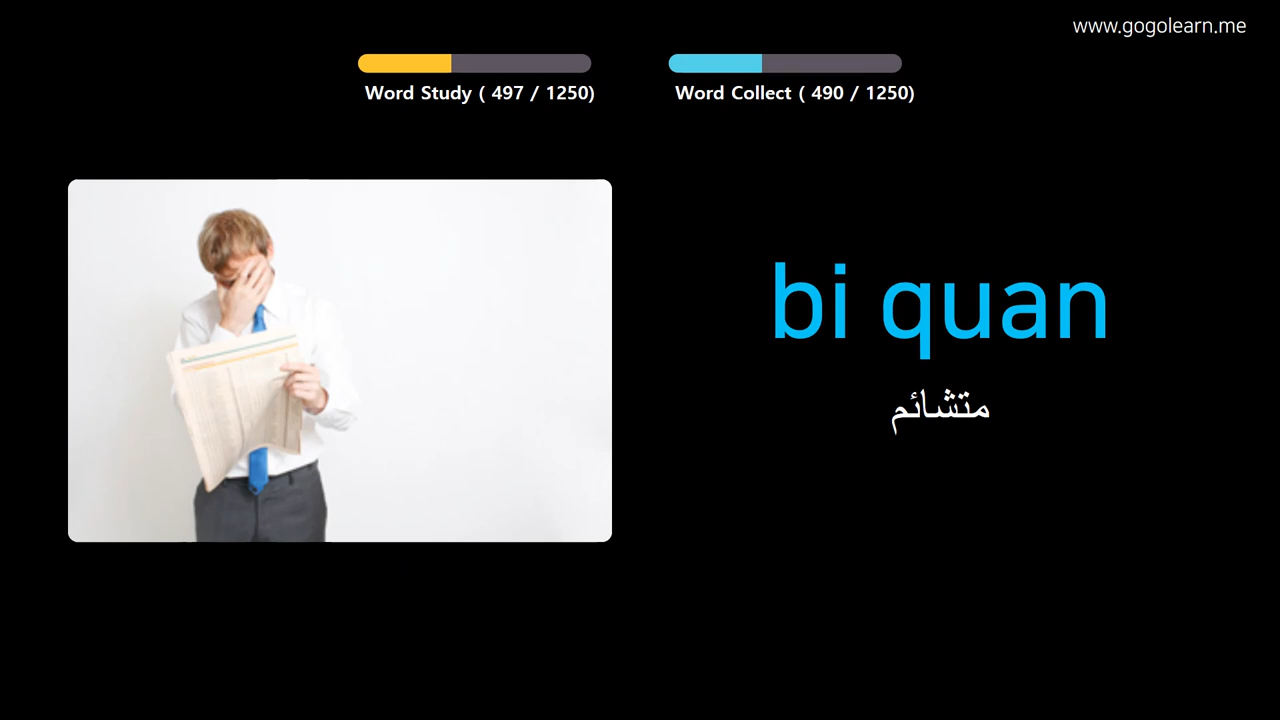 www.gogolearn.me
Word Study ( 497 / 1250)
Word Collect ( 490 / 1250)
bi quan
متشائم